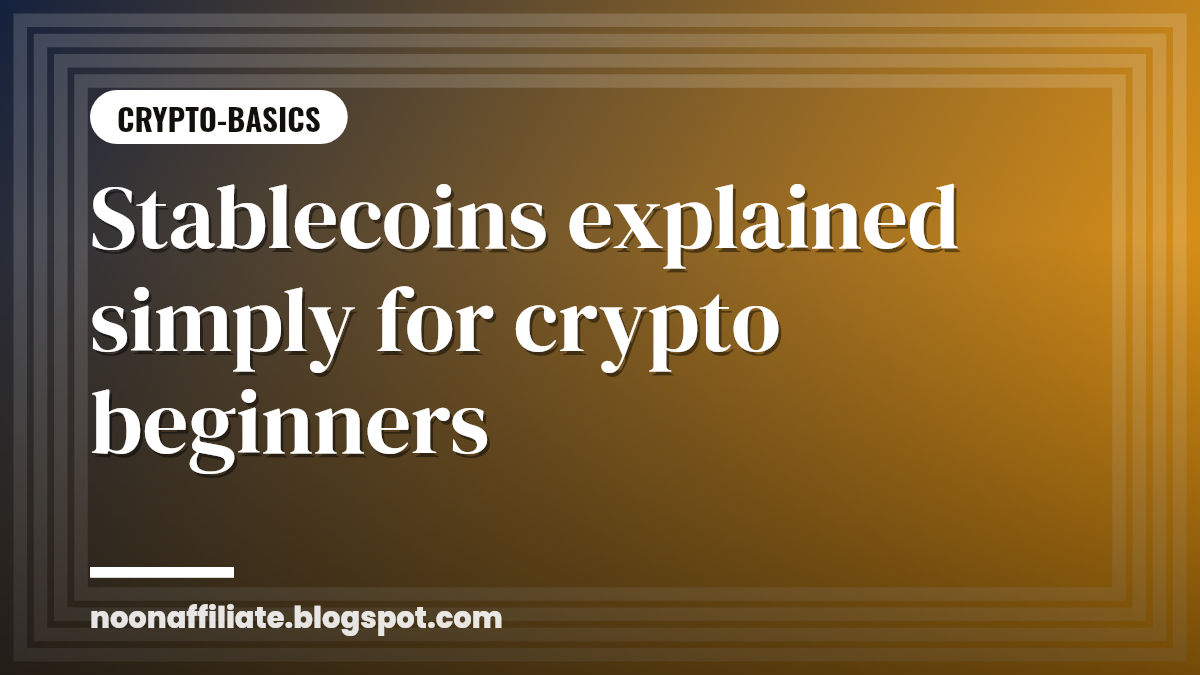 CRYPTO-BASICS
Stablecoins explained
simply for crypto
beginners
noonaffiliate.blogspot.com